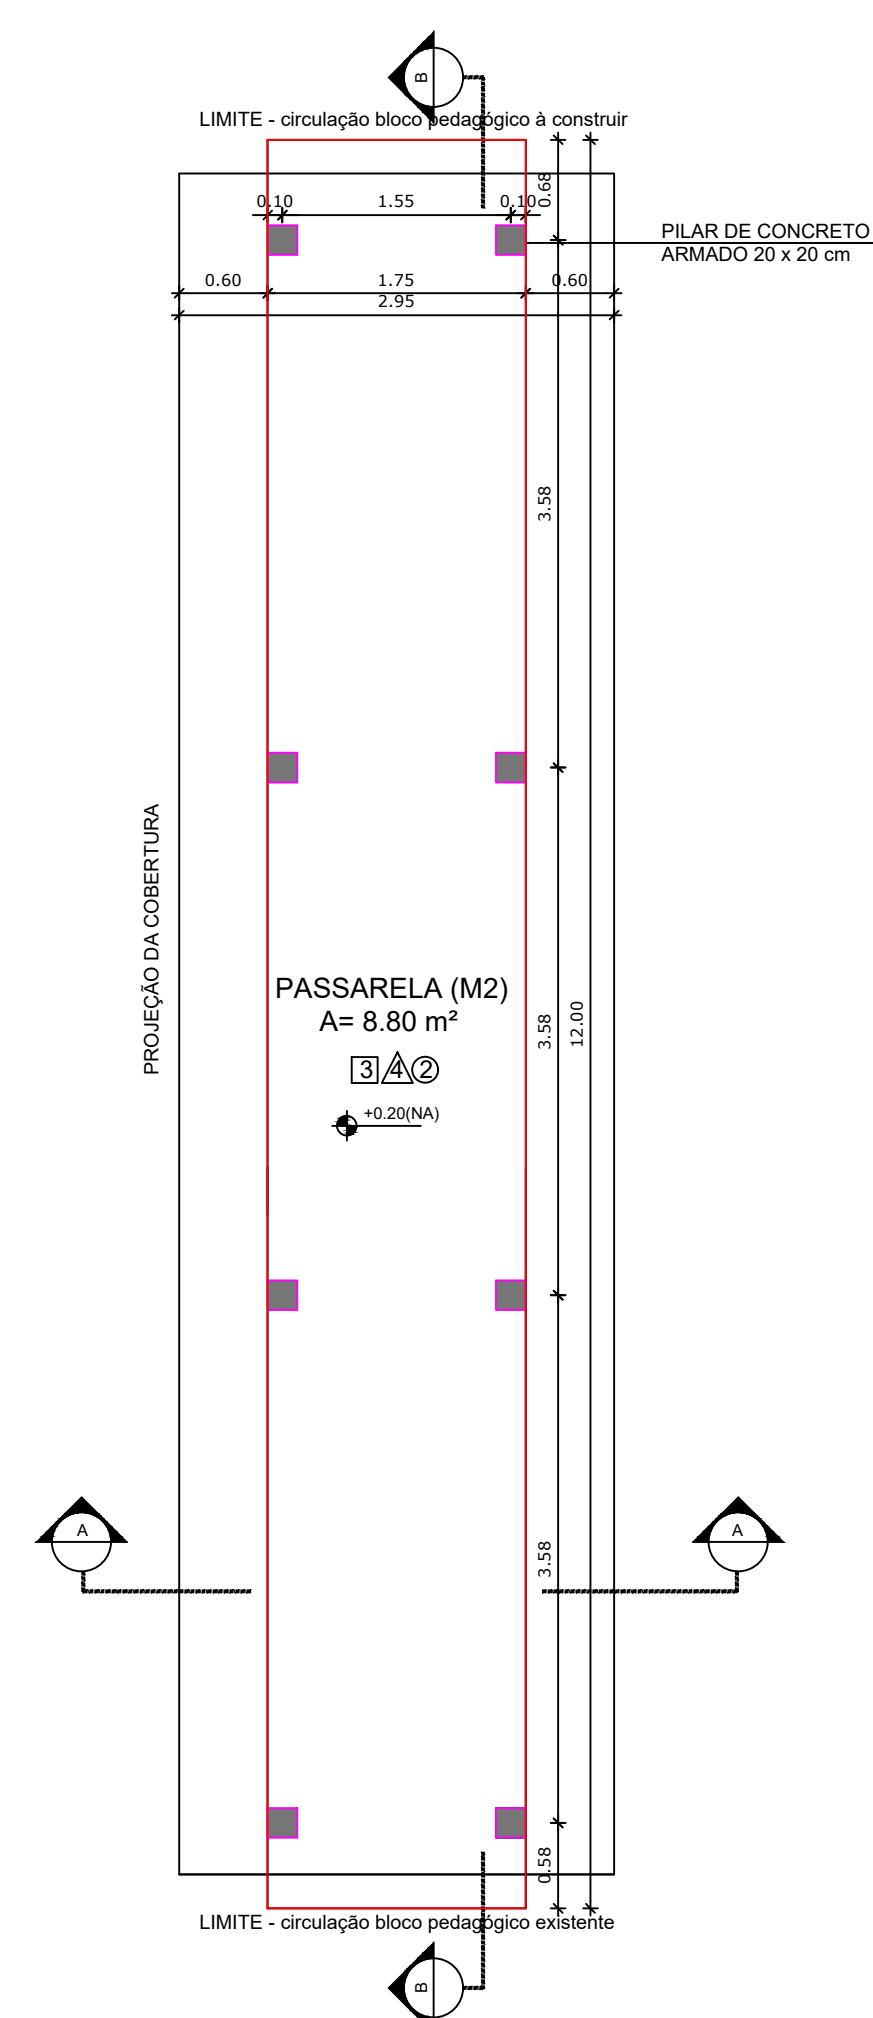 B
LIMITE - circulação bloco pedagógico à construir
0.10
1.55
0.10
0.68
PILAR DE CONCRETO
ARMADO 20 x 20 cm
0.60
1.75
0.60
2.95
3.58
PROJEÇÃO DA COBERTURA
PASSARELA (M2)
A= 8.80 m²
3 4 2
+0.20(NA)
3.58
12.00
A
A
3.58
0.58
LIMITE - circulação bloco pedagógico existente
B